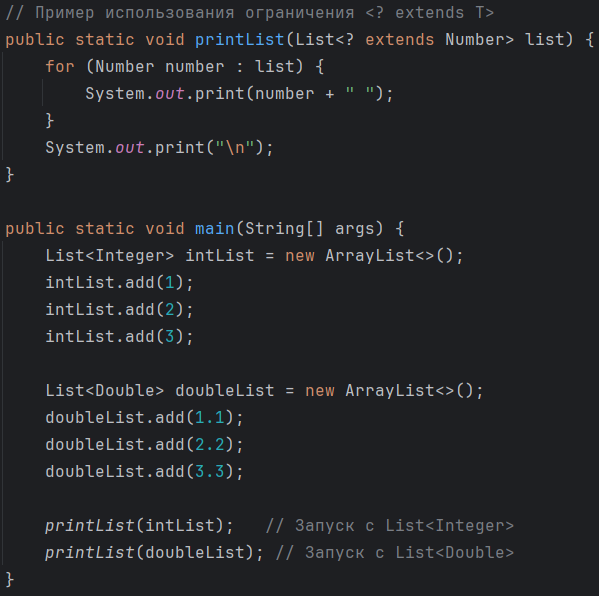 // Пример использования ограничения <? extends T>
public static void printList(List<? extends Number> list) {
    for (Number number : list) {
        System.out.print(number + " ");
    }
    System.out.print("\n");
}

public static void main(String[] args) {
    List<Integer> intList = new ArrayList<>();
    intList.add(1);
    intList.add(2);
    intList.add(3);

    List<Double> doubleList = new ArrayList<>();
    doubleList.add(1.1);
    doubleList.add(2.2);
    doubleList.add(3.3);

    printList(intList);   // Запуск с List<Integer>
    printList(doubleList); // Запуск с List<Double>
}